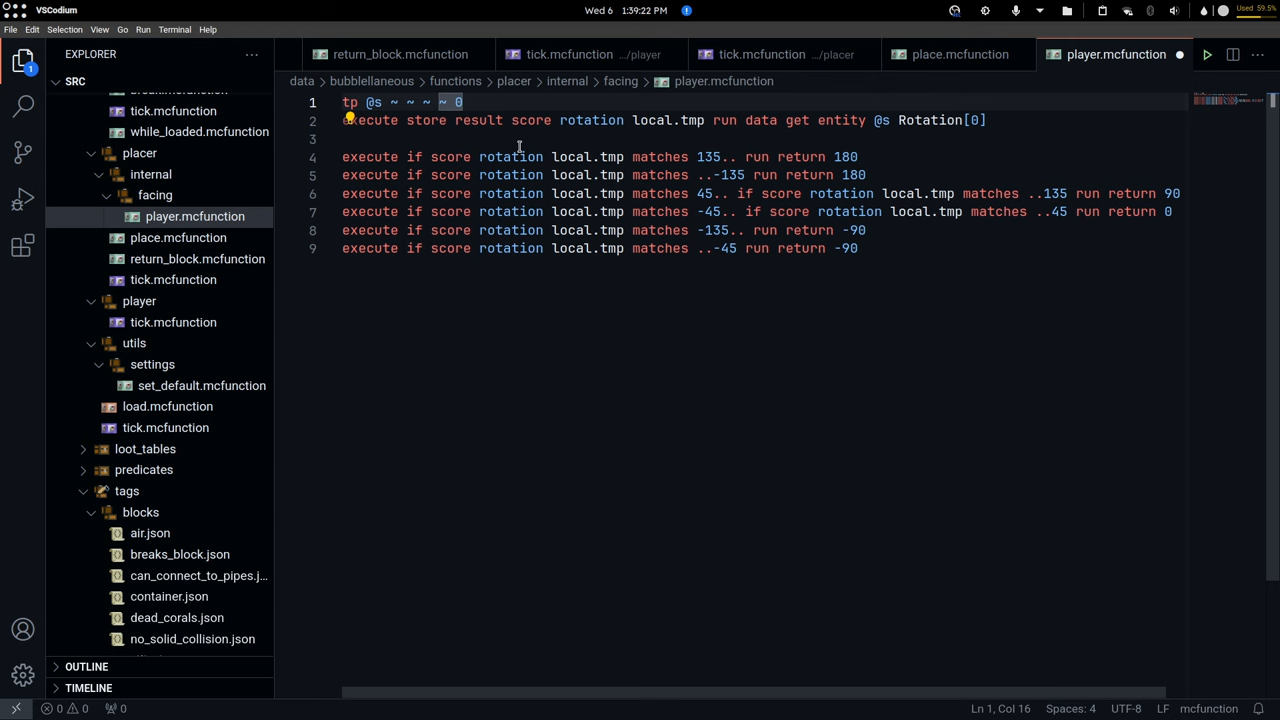 VSCodium
Wed 6 1:39:22 PM
Used 59.5%
File Edit Selection View Go Run Terminal Help
EXPLORER
SRC
tick.mcfunction
while_loaded.mcfunction
placer
internal
facing
player.mcfunction
place.mcfunction
return_block.mcfunction
tick.mcfunction
player
tick.mcfunction
utils
settings
set_default.mcfunction
load.mcfunction
tick.mcfunction
loot_tables
predicates
tags
blocks
air.json
breaks_block.json
can_connect_to_pipes.j...
container.json
dead_corals.json
no_solid_collision.json
OUTLINE
TIMELINE
return_block.mcfunction
tick.mcfunction .../player
tick.mcfunction .../placer
place.mcfunction
player.mcfunction
data > bubblellaneous > functions > placer > internal > facing > player.mcfunction
1 tp @s ~ ~ ~ ~ 0
2 execute store result score rotation local.tmp run data get entity @s Rotation[0]
3
4 execute if score rotation local.tmp matches 135.. run return 180
5 execute if score rotation local.tmp matches ..-135 run return 180
6 execute if score rotation local.tmp matches 45.. if score rotation local.tmp matches ..135 run return 90
7 execute if score rotation local.tmp matches -45.. if score rotation local.tmp matches ..45 run return 0
8 execute if score rotation local.tmp matches -135.. run return -90
9 execute if score rotation local.tmp matches ..-45 run return -90
0 0 0
Ln 1, Col 16 Spaces: 4 UTF-8 LF mcfunction